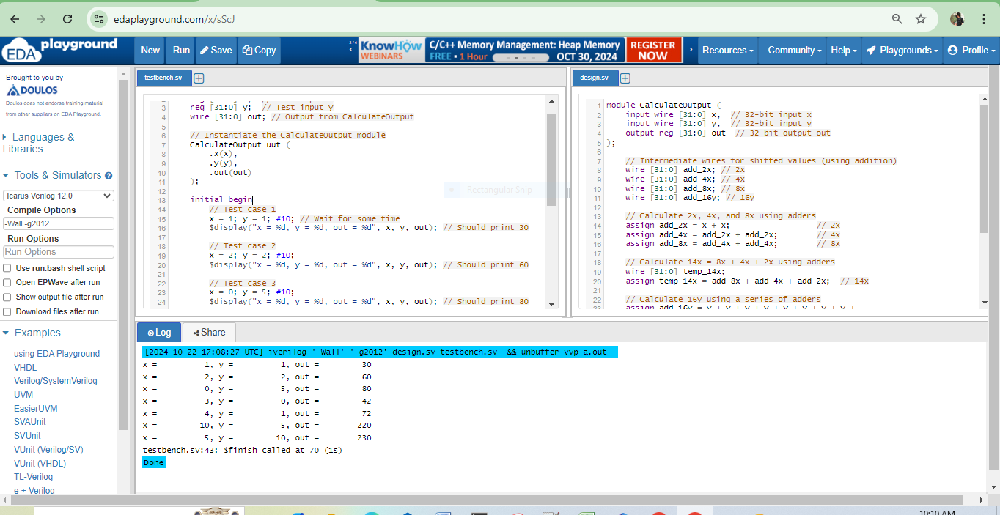 edaplayground.com/x/sScJ
EDA playground
New
Run
Save
Copy
2/4
KnowHow
WEBINARS
C/C++ Memory Management: Heap Memory
FREE • 1 Hour
OCT 30, 2024
REGISTER
NOW
Resources
Community
Help
Playgrounds
Profile
Brought to you by
DOULOS
Doulos does not endorse training material
from other suppliers on EDA Playground.
Languages &
Libraries
Tools & Simulators
Icarus Verilog 12.0
Compile Options
-Wall -g2012
Run Options
Run Options
Use run.bash shell script
Open EPWave after run
Show output file after run
Download files after run
Examples
using EDA Playground
VHDL
Verilog/SystemVerilog
UVM
EasierUVM
SVAUnit
SVUnit
VUnit (Verilog/SV)
VUnit (VHDL)
TL-Verilog
e + Verilog
testbench.sv
3 reg [31:0] y;  // Test input y
4 wire [31:0] out; // Output from CalculateOutput
5
6 // Instantiate the CalculateOutput module
7 CalculateOutput uut (
8 .x(x),
9 .y(y),
10 .out(out)
11 );
12
13 initial begin
14 // Test case 1
15 x = 1; y = 1; #10; // Wait for some time
16 $display("x = %d, y = %d, out = %d", x, y, out); // Should print 30
17
18 // Test case 2
19 x = 2; y = 2; #10;
20 $display("x = %d, y = %d, out = %d", x, y, out); // Should print 60
21
22 // Test case 3
23 x = 0; y = 5; #10;
24 $display("x = %d, y = %d, out = %d", x, y, out); // Should print 80
Rectangular Snip
design.sv
1 module CalculateOutput (
2 input wire [31:0] x,  // 32-bit input x
3 input wire [31:0] y,  // 32-bit input y
4 output reg [31:0] out  // 32-bit output out
5 );
6
7 // Intermediate wires for shifted values (using addition)
8 wire [31:0] add_2x; // 2x
9 wire [31:0] add_4x; // 4x
10 wire [31:0] add_8x; // 8x
11 wire [31:0] add_16y; // 16y
12
13 // Calculate 2x, 4x, and 8x using adders
14 assign add_2x = x + x; // 2x
15 assign add_4x = add_2x + add_2x; // 4x
16 assign add_8x = add_4x + add_4x; // 8x
17
18 // Calculate 14x = 8x + 4x + 2x using adders
19 wire [31:0] temp_14x;
20 assign temp_14x = add_8x + add_4x + add_2x;  // 14x
21
22 // Calculate 16y using a series of adders
23 assign add_16y = y + y + y + y + y + y + y + y +
Log
Share
[2024-10-22 17:08:27 UTC] iverilog '-Wall' '-g2012' design.sv testbench.sv  && unbuffer vvp a.out
x = 1, y = 1, out = 30
x = 2, y = 2, out = 60
x = 0, y = 5, out = 80
x = 3, y = 0, out = 42
x = 4, y = 1, out = 72
x = 10, y = 5, out = 220
x = 5, y = 10, out = 230
testbench.sv:43: $finish called at 70 (1s)
Done
10:10 AM